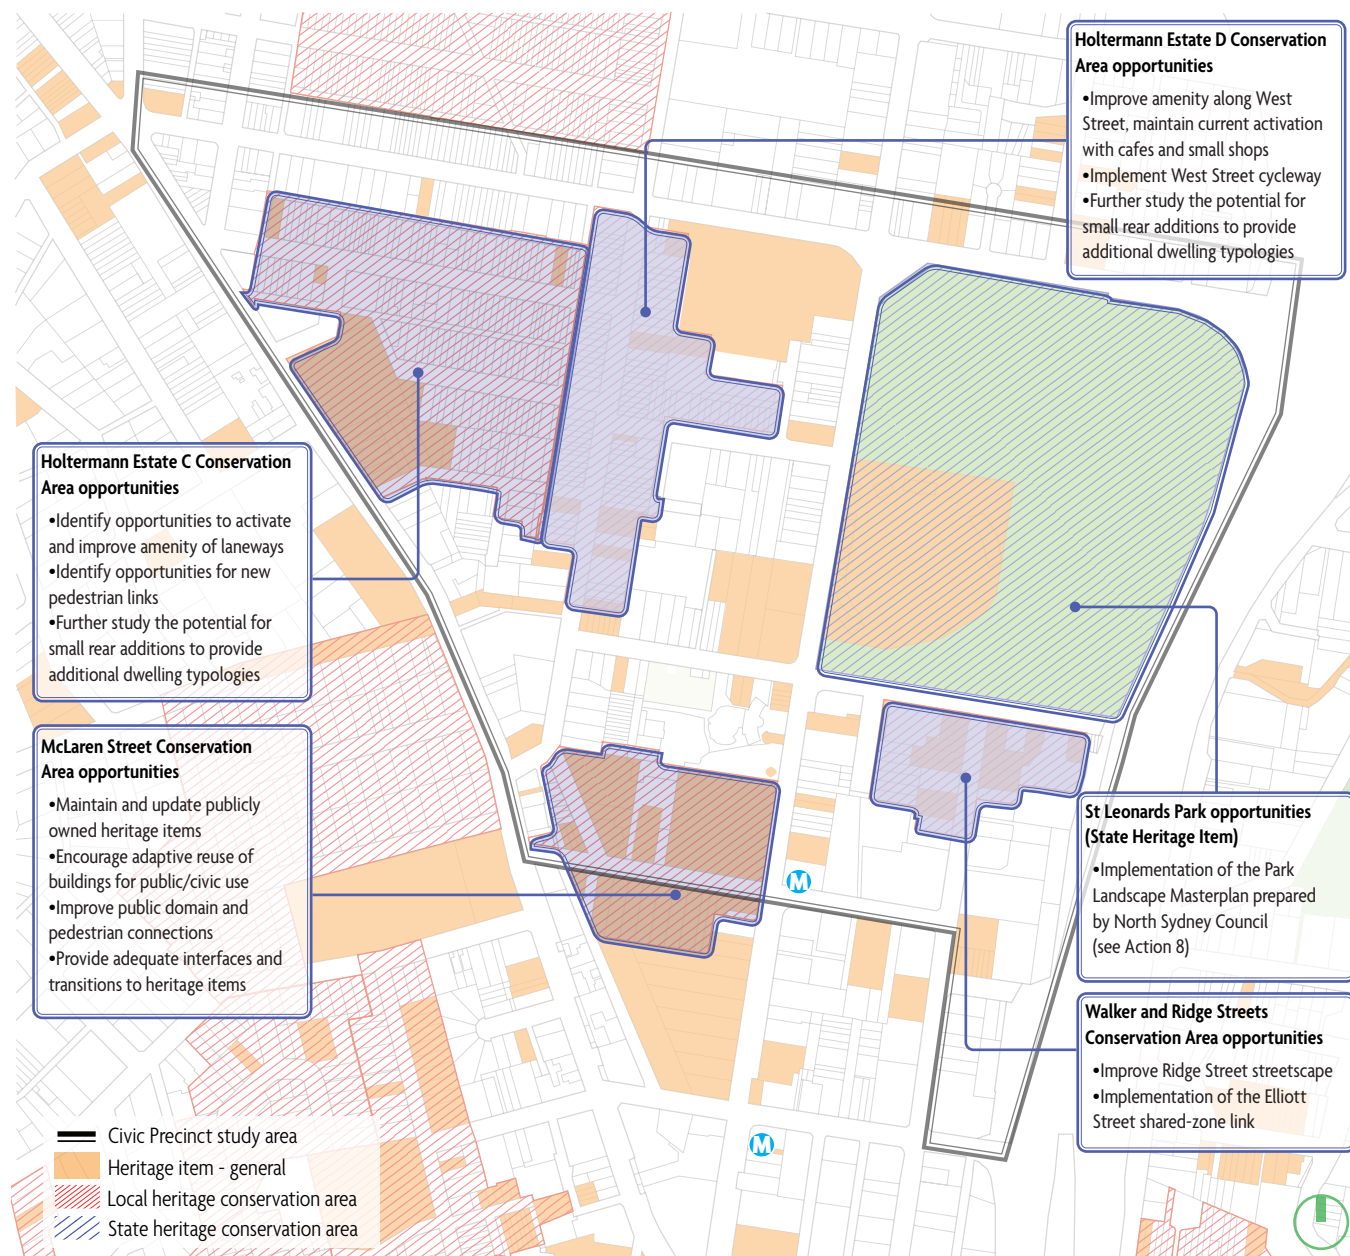 Holtermann Estate D Conservation
Area opportunities
•Improve amenity along West
Street, maintain current activation
with cafes and small shops
•Implement West Street cycleway
•Further study the potential for
small rear additions to provide
additional dwelling typologies
Holtermann Estate C Conservation
Area opportunities
•Identify opportunities to activate
and improve amenity of laneways
•Identify opportunities for new
pedestrian links
•Further study the potential for
small rear additions to provide
additional dwelling typologies
McLaren Street Conservation
Area opportunities
•Maintain and update publicly
owned heritage items
•Encourage adaptive reuse of
buildings for public/civic use
•Improve public domain and
pedestrian connections
•Provide adequate interfaces and
transitions to heritage items
St Leonards Park opportunities
(State Heritage Item)
•Implementation of the Park
Landscape Masterplan prepared
by North Sydney Council
(see Action 8)
Walker and Ridge Streets
Conservation Area opportunities
•Improve Ridge Street streetscape
•Implementation of the Elliott
Street shared-zone link
M
M
Civic Precinct study area
Heritage item - general
Local heritage conservation area
State heritage conservation area